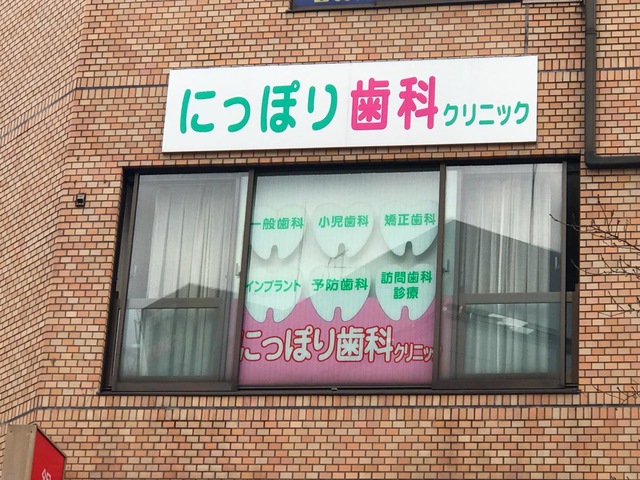 にっぽり歯科クリニック
一般歯科 小児歯科 矯正歯科
インプラント 予防歯科 訪問歯科
診療
にっぽり歯科クリニック